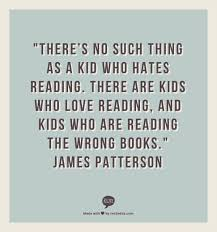 "THERE'S NO SUCH THING
AS A KID WHO HATES
READING. THERE ARE KIDS
WHO LOVE READING, AND
KIDS WHO ARE READING
THE WRONG BOOKS."
JAMES PATTERSON